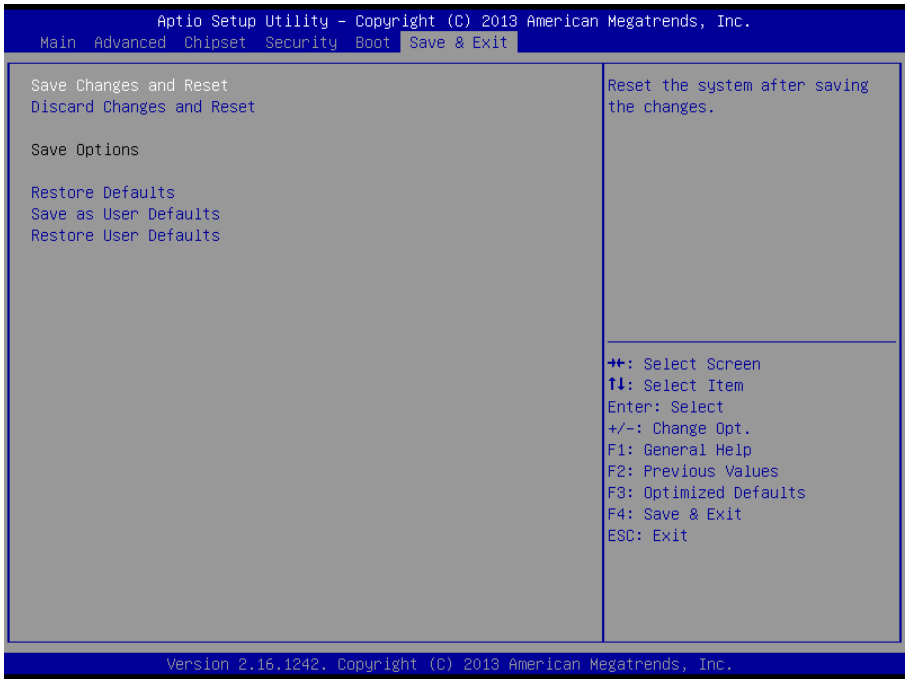 Aptio Setup Utility – Copyright (C) 2013 American Megatrends, Inc.
Main Advanced Chipset Security Boot Save & Exit
Save Changes and Reset
Discard Changes and Reset
Save Options
Restore Defaults
Save as User Defaults
Restore User Defaults
Reset the system after saving
the changes.
→←: Select Screen
↑↓: Select Item
Enter: Select
+/-: Change Opt.
F1: General Help
F2: Previous Values
F3: Optimized Defaults
F4: Save & Exit
ESC: Exit
Version 2.16.1242. Copyright (C) 2013 American Megatrends, Inc.